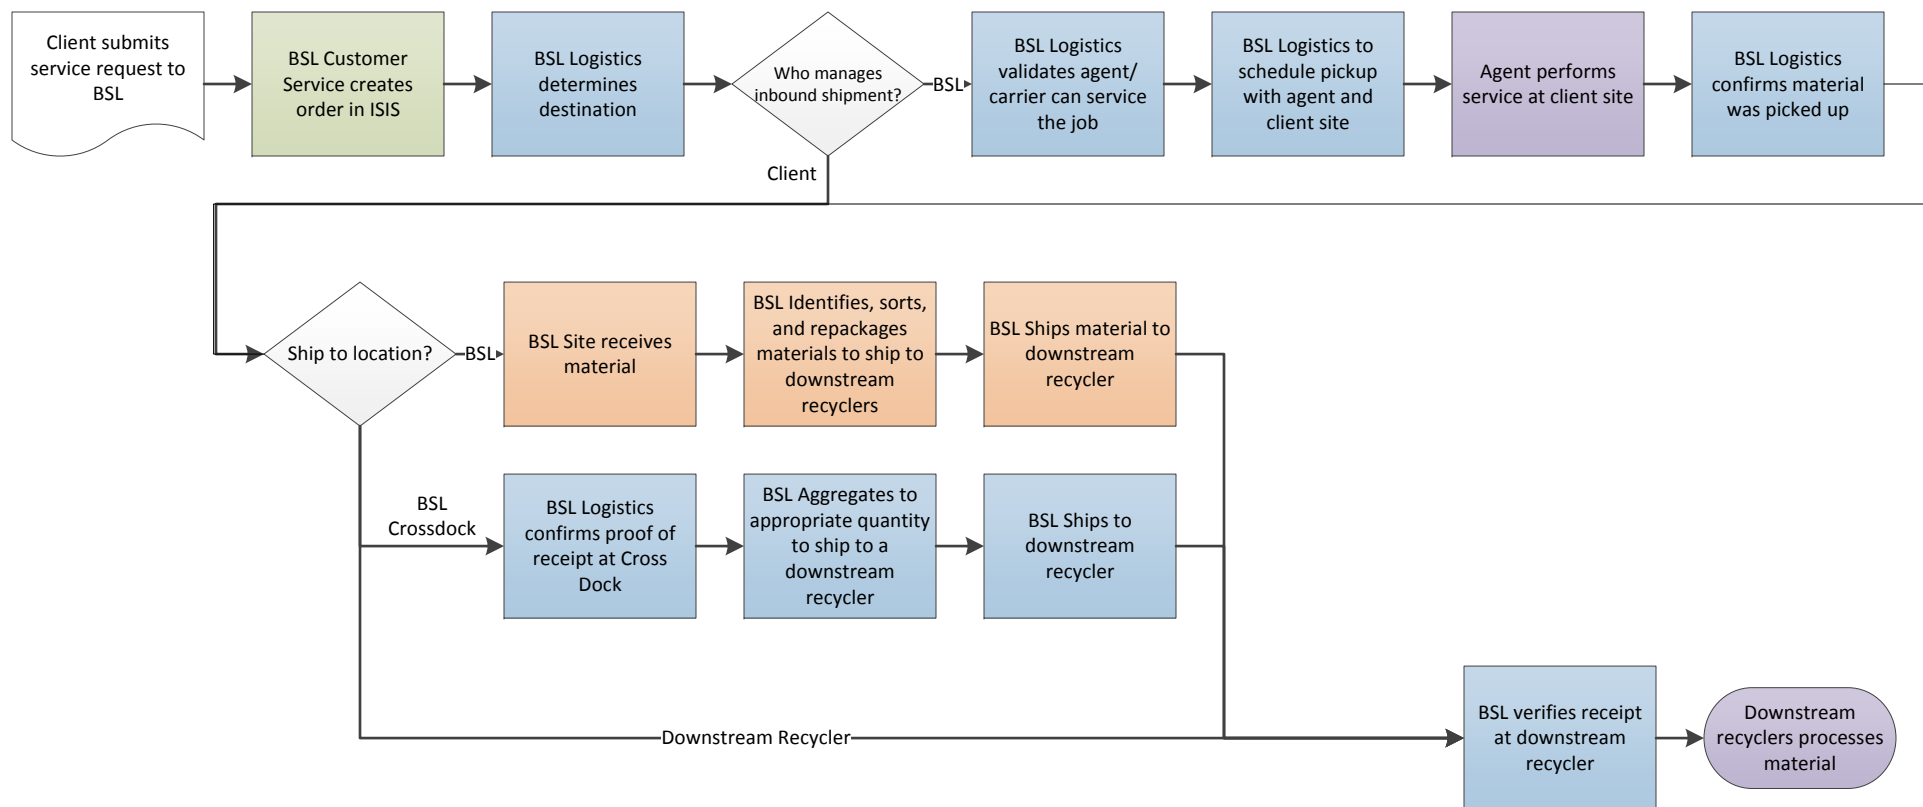 Client submits
service request to
BSL
BSL Customer
Service creates
order in ISIS
BSL Logistics
determines
destination
Who manages
inbound shipment?
BSL
BSL Logistics
validates agent/
carrier can service
the job
BSL Logistics to
schedule pickup
with agent and
client site
Agent performs
service at client site
BSL Logistics
confirms material
was picked up
Client
Ship to location?
BSL
BSL Site receives
material
BSL Identifies, sorts,
and repackages
materials to ship to
downstream
recyclers
BSL Ships material to
downstream
recycler
BSL
Crossdock
BSL Logistics
confirms proof of
receipt at Cross
Dock
BSL Aggregates to
appropriate quantity
to ship to a
downstream
recycler
BSL Ships to
downstream
recycler
Downstream Recycler
BSL verifies receipt
at downstream
recycler
Downstream
recyclers processes
material